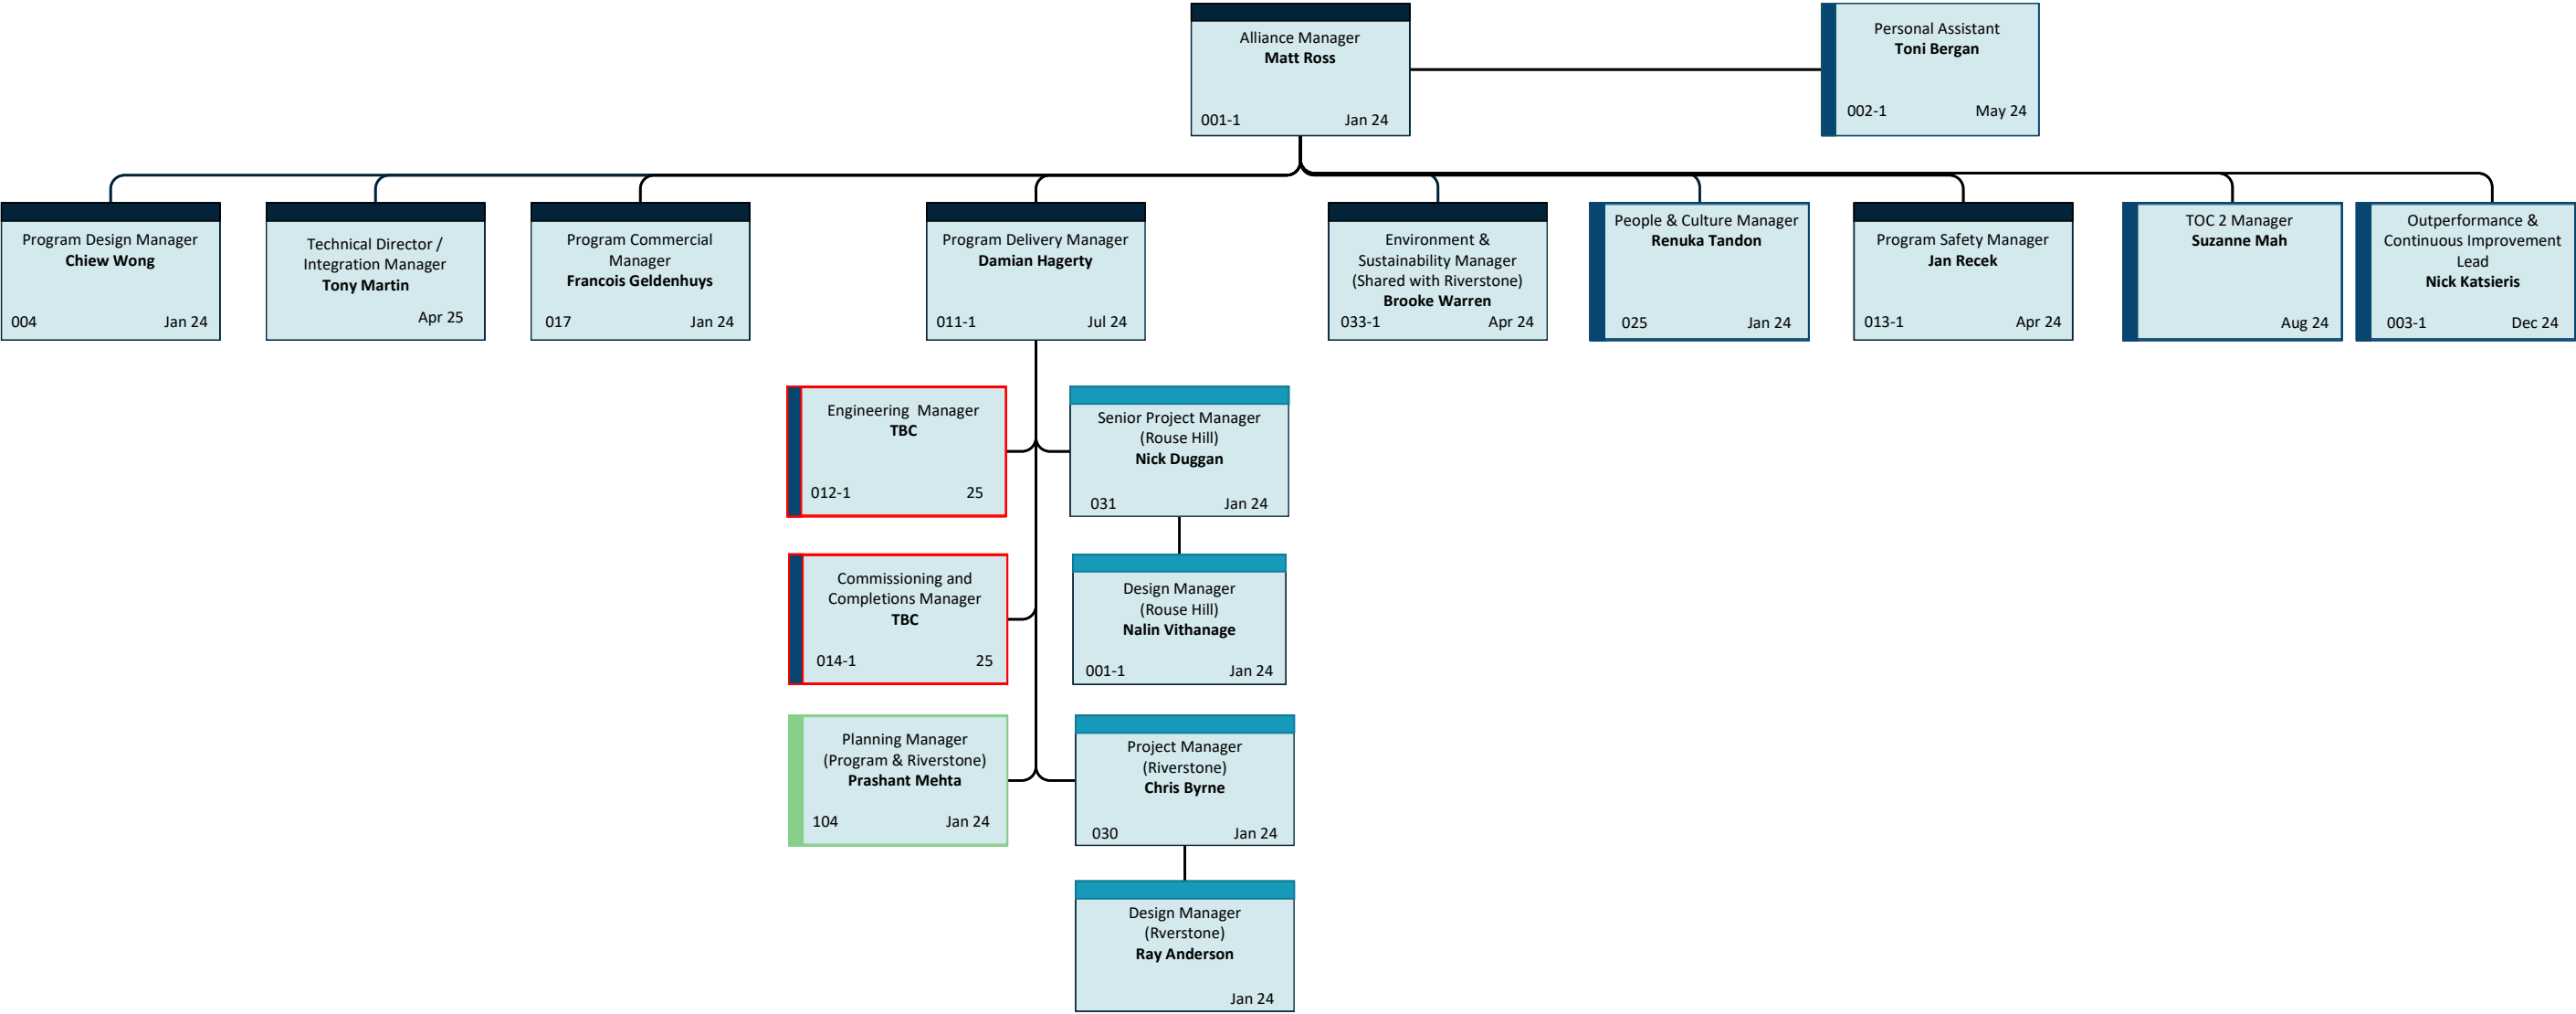 Alliance Manager
Matt Ross
001-1 Jan 24
Personal Assistant
Toni Bergan
002-1 May 24
Program Design Manager
Chiew Wong
004 Jan 24
Technical Director /
Integration Manager
Tony Martin
Apr 25
Program Commercial
Manager
Francois Geldenhuys
017 Jan 24
Program Delivery Manager
Damian Hagerty
011-1 Jul 24
Environment &
Sustainability Manager
(Shared with Riverstone)
Brooke Warren
033-1 Apr 24
People & Culture Manager
Renuka Tandon
025 Jan 24
Program Safety Manager
Jan Recek
013-1 Apr 24
TOC 2 Manager
Suzanne Mah
Aug 24
Outperformance &
Continuous Improvement
Lead
Nick Katsieris
003-1 Dec 24
Engineering  Manager
TBC
012-1 25
Senior Project Manager
(Rouse Hill)
Nick Duggan
031 Jan 24
Commissioning and
Completions Manager
TBC
014-1 25
Design Manager
(Rouse Hill)
Nalin Vithanage
001-1 Jan 24
Planning Manager
(Program & Riverstone)
Prashant Mehta
104 Jan 24
Project Manager
(Riverstone)
Chris Byrne
030 Jan 24
Design Manager
(Rverstone)
Ray Anderson
Jan 24